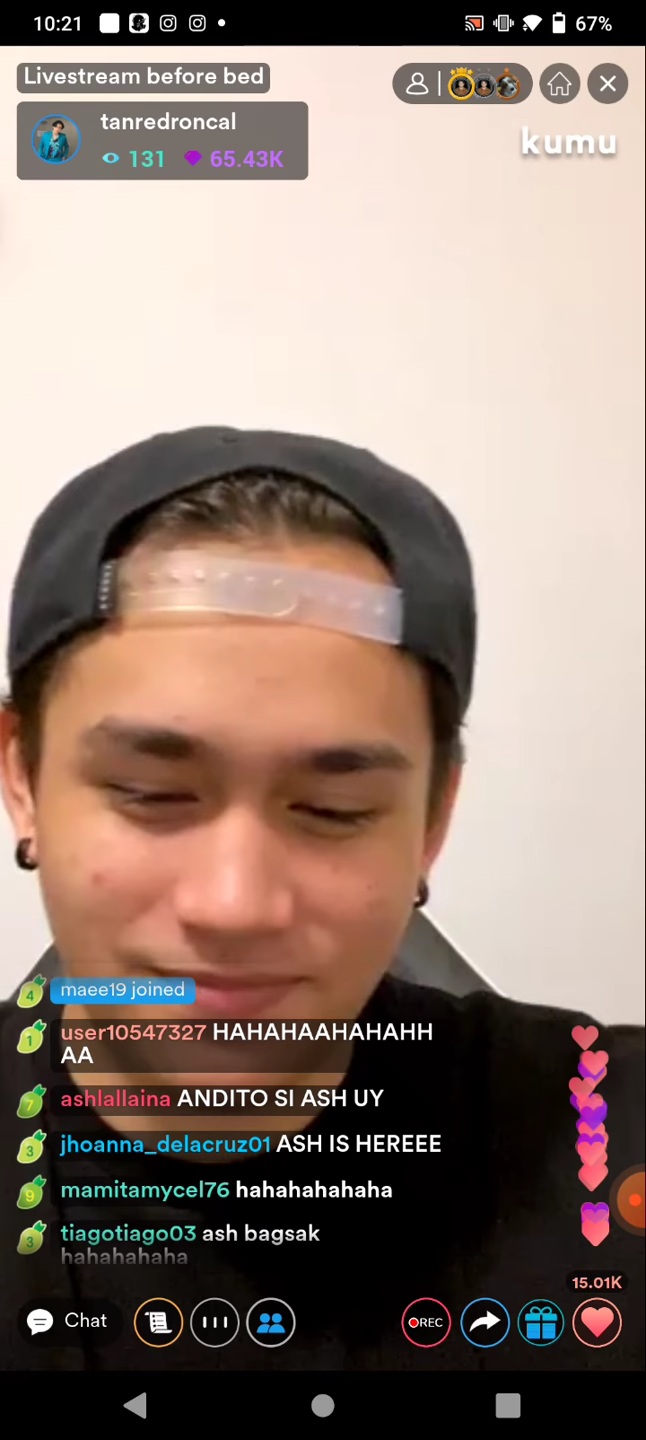 10:21
67%
Livestream before bed
tanredroncal
131 65.43K
kumu
4 maee19 joined
1 user10547327 HAHAHAAHAHAHH
AA
7 ashlallaina ANDITO SI ASH UY
3 jhoanna_delacruz01 ASH IS HEREEE
9 mamitamycel76 hahahahahaha
3 tiagotiago03 ash bagsak
hahahahaha
15.01K
Chat
REC